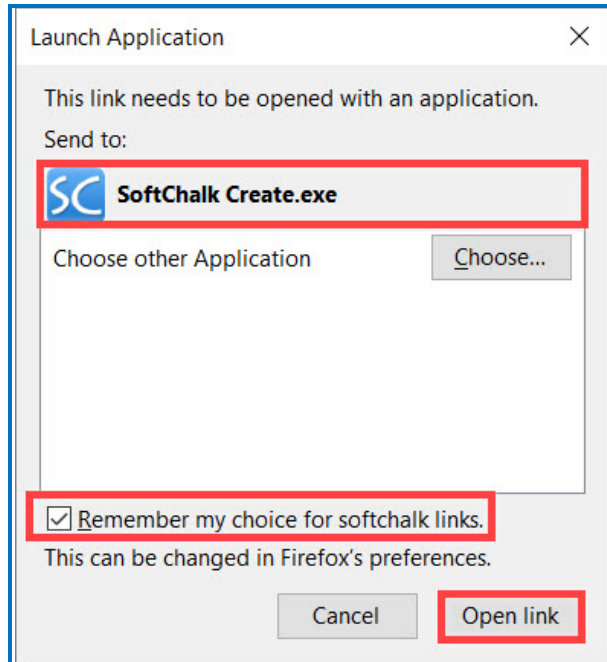 Launch Application
This link needs to be opened with an application.
Send to:
SC SoftChalk Create.exe
Choose other Application Choose...
Remember my choice for softchalk links.
This can be changed in Firefox's preferences.
Cancel Open link